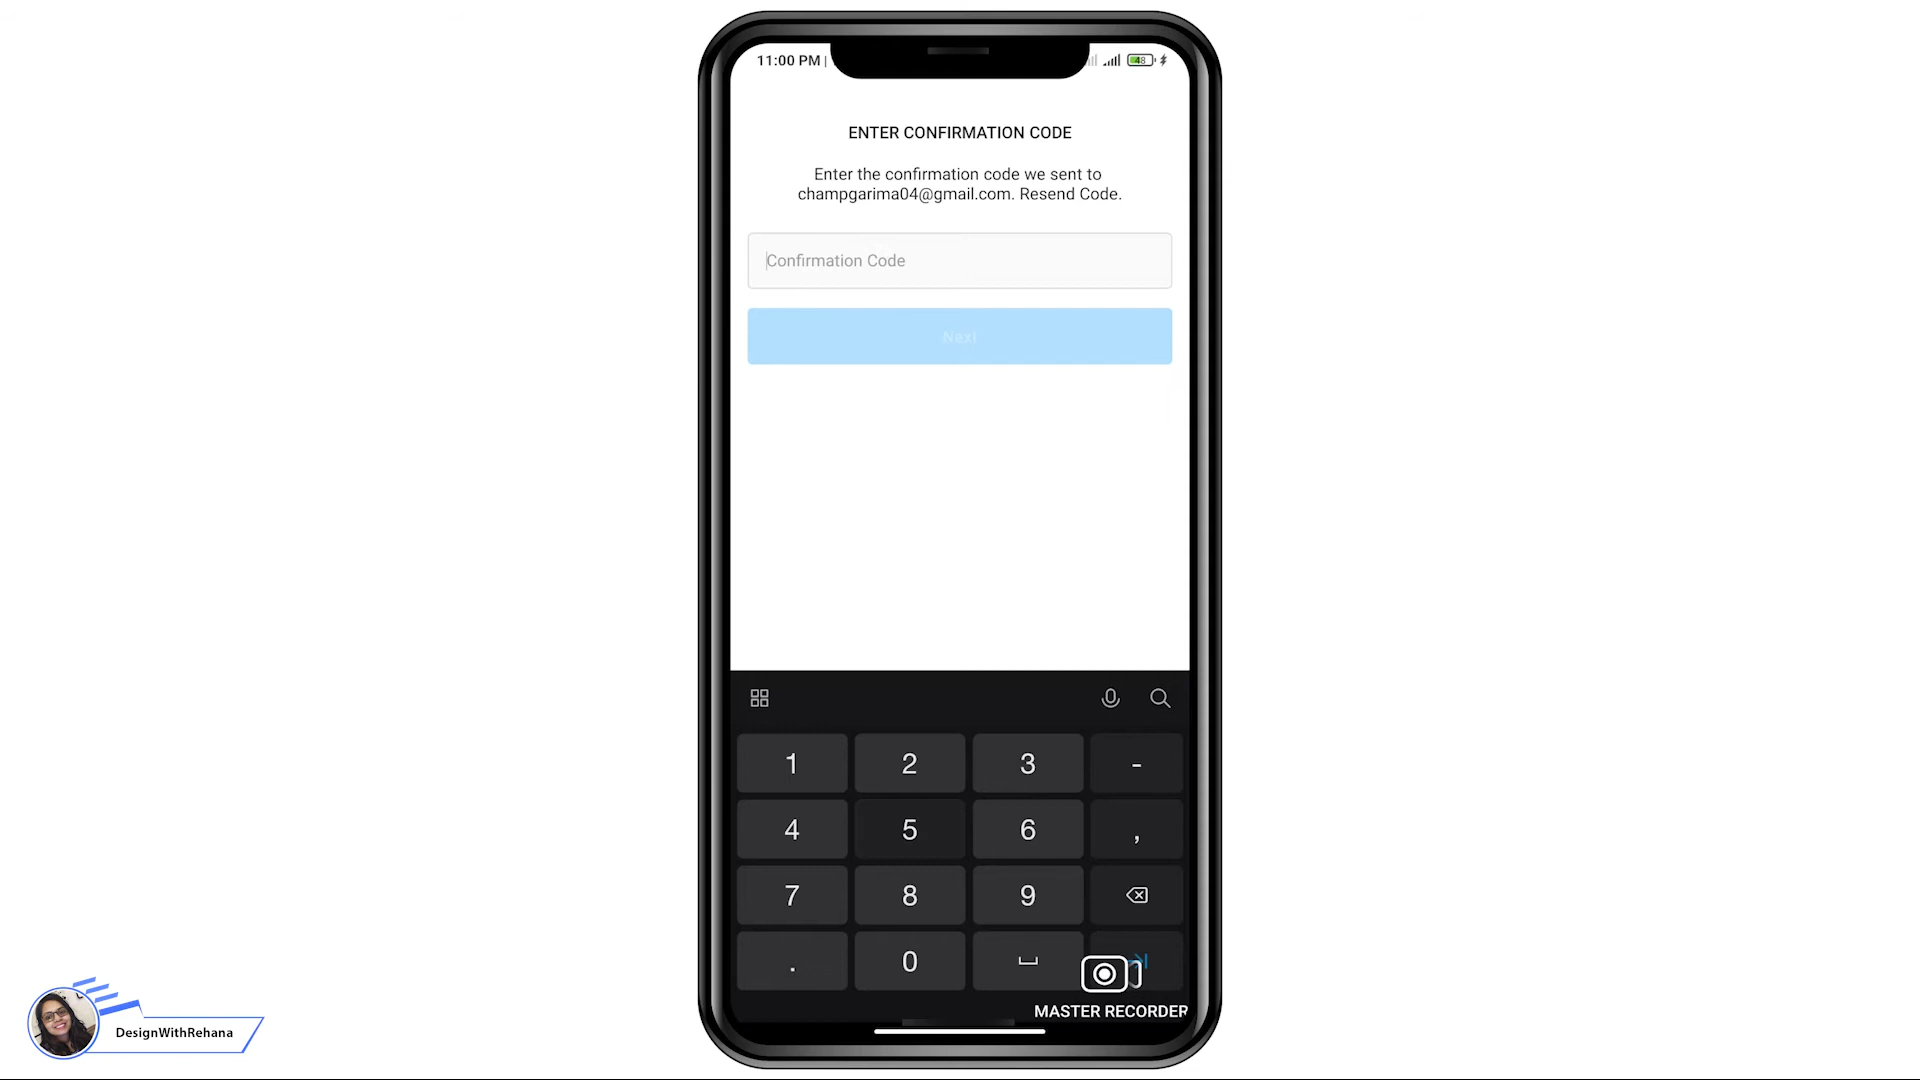 11:00 PM
48
ENTER CONFIRMATION CODE
Enter the confirmation code we sent to
champgarima04@gmail.com. Resend Code.
Confirmation Code
Next
1 2 3 -
4 5 6 ,
7 8 9
. 0
MASTER RECORDER
DesignWithRehana